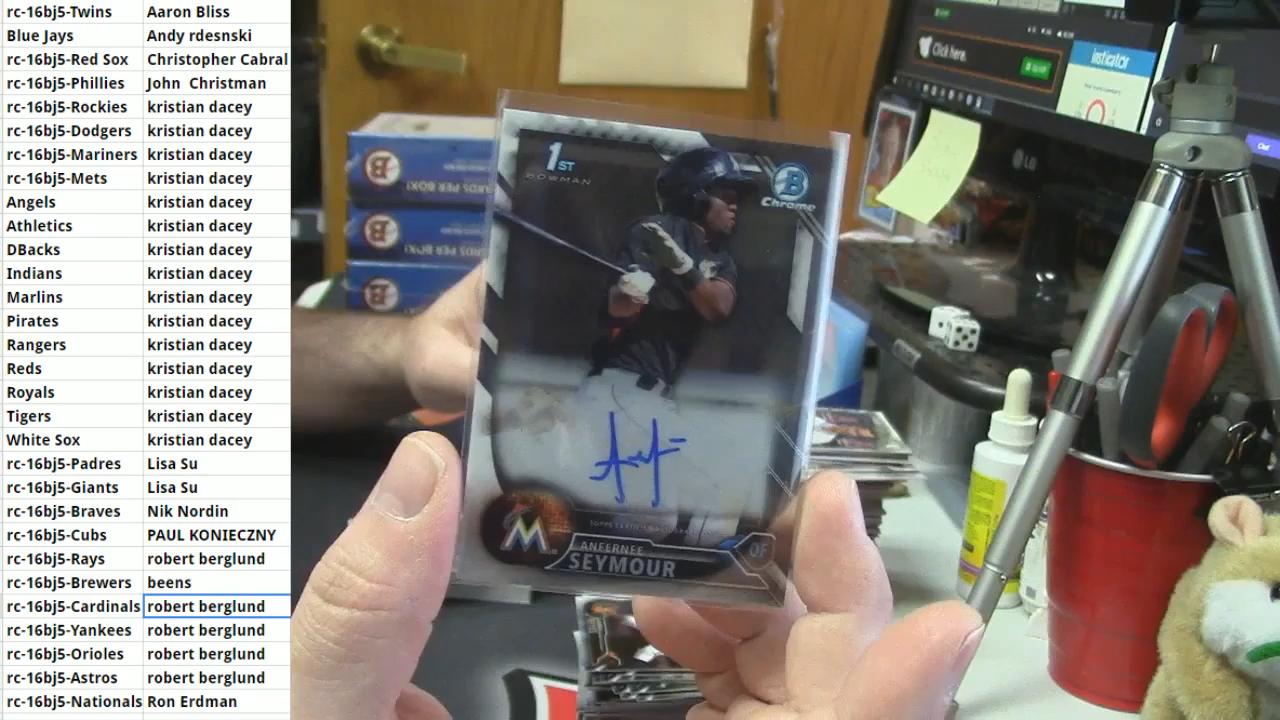 rc-16bj5-Twins Aaron Bliss
Blue Jays Andy rdesnski
rc-16bj5-Red Sox Christopher Cabral
rc-16bj5-Phillies John Christman
rc-16bj5-Rockies kristian dacey
rc-16bj5-Dodgers kristian dacey
rc-16bj5-Mariners kristian dacey
rc-16bj5-Mets kristian dacey
Angels kristian dacey
Athletics kristian dacey
DBacks kristian dacey
Indians kristian dacey
Marlins kristian dacey
Pirates kristian dacey
Rangers kristian dacey
Reds kristian dacey
Royals kristian dacey
Tigers kristian dacey
White Sox kristian dacey
rc-16bj5-Padres Lisa Su
rc-16bj5-Giants Lisa Su
rc-16bj5-Braves Nik Nordin
rc-16bj5-Cubs PAUL KONIECZNY
rc-16bj5-Rays robert berglund
rc-16bj5-Brewers beens
rc-16bj5-Cardinals robert berglund
rc-16bj5-Yankees robert berglund
rc-16bj5-Orioles robert berglund
rc-16bj5-Astros robert berglund
rc-16bj5-Nationals Ron Erdman
1ST
BOWMAN
B
Chrome
M
ANFERNEE
SEYMOUR
OF
Click here.
insticator
LG